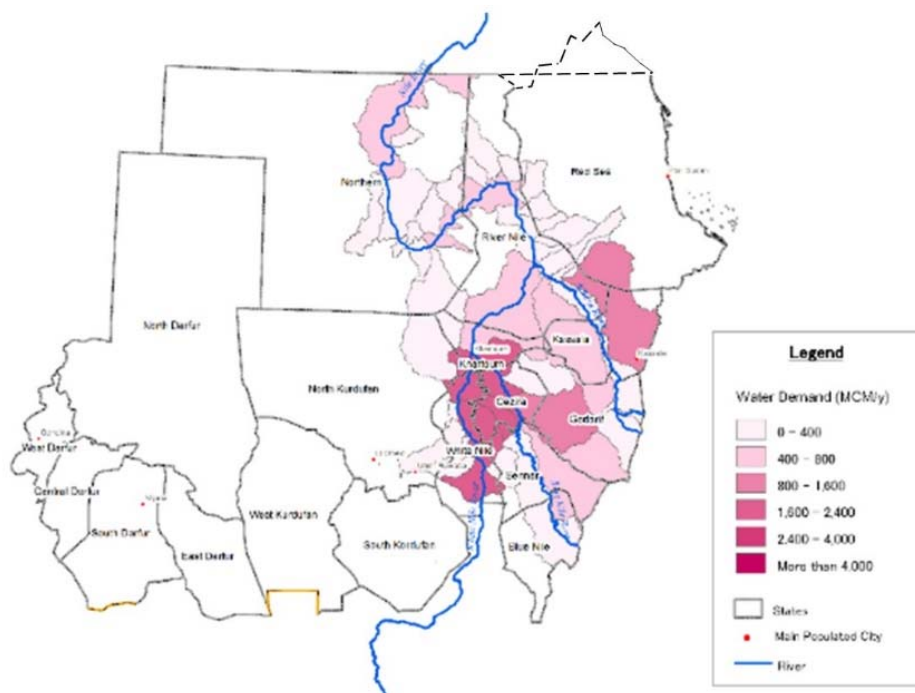 Red Sea
Northern
River Nile
North Darfur
Kassala
Khartoum
North Kurdufan
Gezira
Gedarif
West Darfur
White Nile
Sennar
Central Darfur
West Kurdufan
South Darfur
South Kordufan
Blue Nile
East Darfur
Legend
Water Demand (MCM/y)
0 - 400
400 - 800
800 - 1,600
1,600 - 2,400
2,400 - 4,000
More than 4,000
States
Main Populated City
River